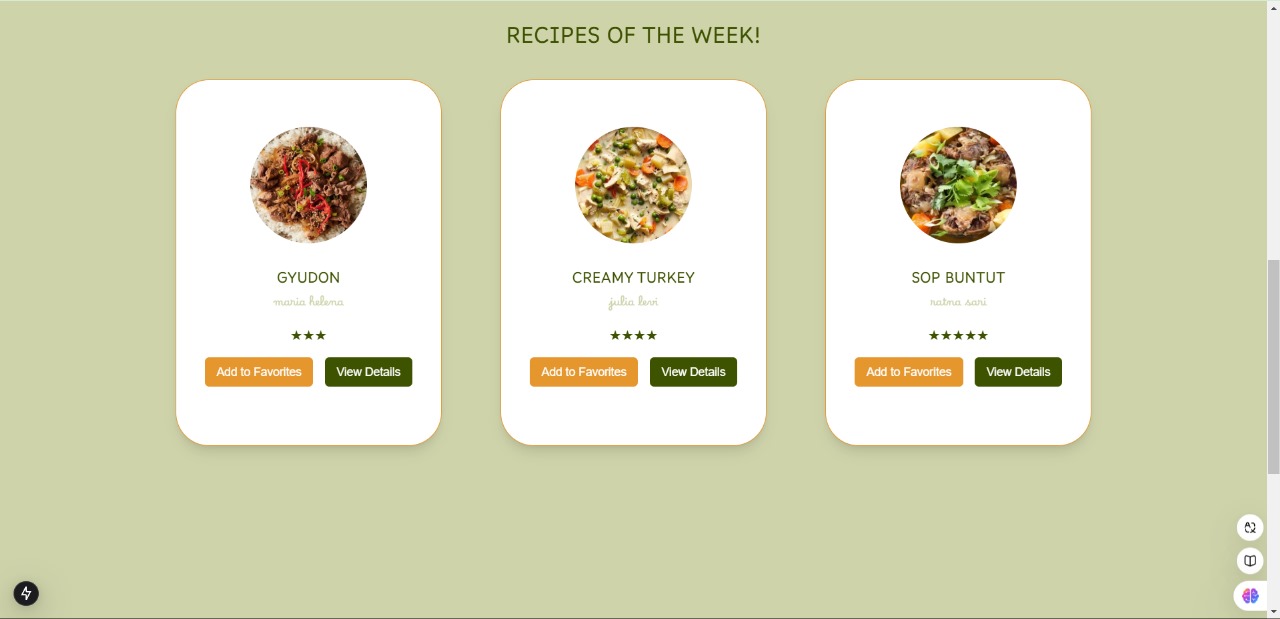 RECIPES OF THE WEEK!
GYUDON
maria helena
★★★
Add to Favorites View Details
CREAMY TURKEY
julia levi
★★★★
Add to Favorites View Details
SOP BUNTUT
ratna sari
★★★★★
Add to Favorites View Details